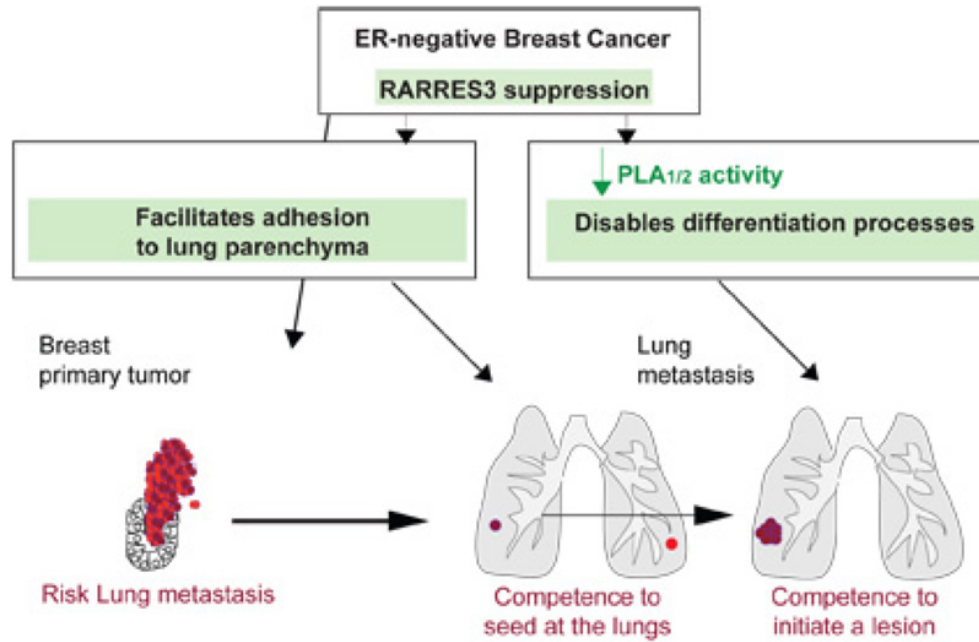 ER-negative Breast Cancer
RARRES3 suppression
Facilitates adhesion
to lung parenchyma
PLA1/2 activity
Disables differentiation processes
Breast
primary tumor
Lung
metastasis
Risk Lung metastasis
Competence to
seed at the lungs
Competence to
initiate a lesion